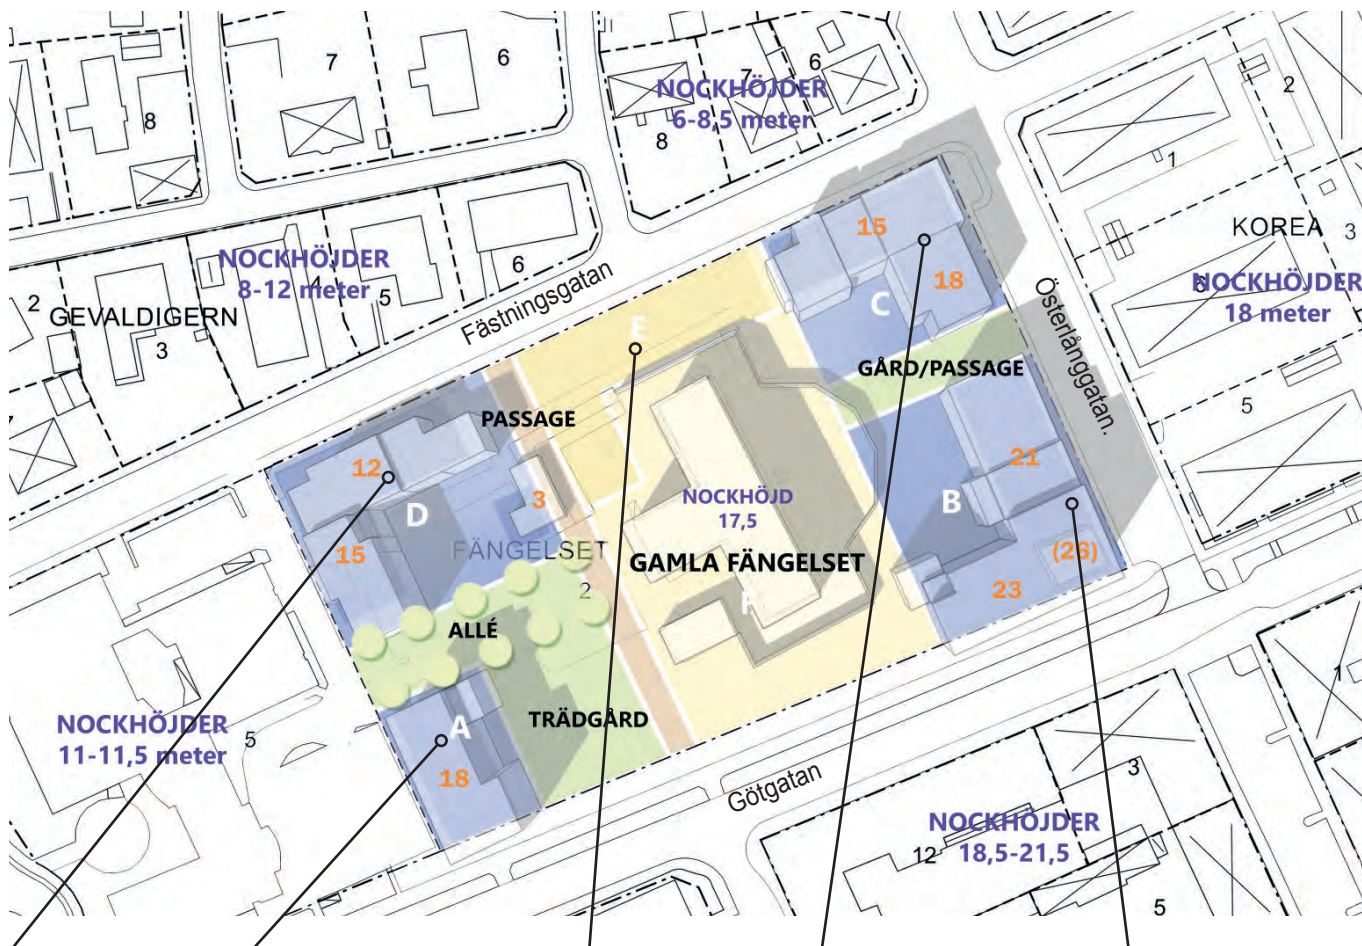 7
6
6
7
8
8
NOCKHÖJDER
6-8,5 meter
2
1
KOREA
3
NOCKHÖJDER
8-12 meter
4
5
6
2
GEVALDIGERN
3
Fästningsgatan
15
18
C
NOCKHÖJDER
18 meter
Österlånggatan.
E
GÅRD/PASSAGE
5
PASSAGE
12
D
3
15
FÄNGELSET
2
NOCKHÖJD
17,5
GAMLA FÄNGELSET
F
21
B
(26)
23
ALLÉ
TRÄDGÅRD
A
18
NOCKHÖJDER
11-11,5 meter
5
1
Götgatan
3
NOCKHÖJDER
18,5-21,5
12
5